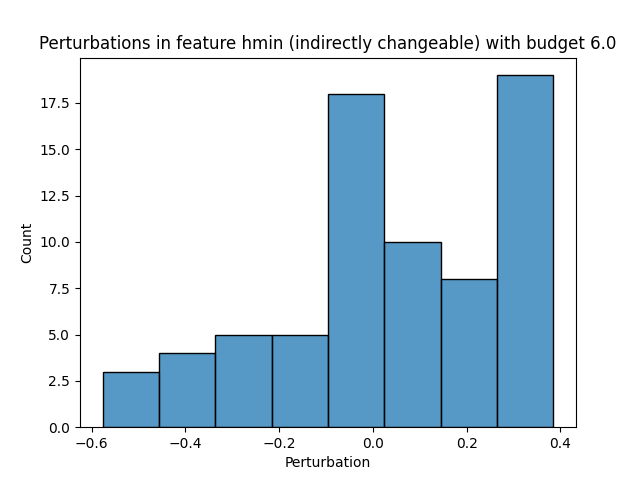 Perturbations in feature hmin (indirectly changeable) with budget 6.0
17.5
15.0
12.5
10.0
7.5
5.0
2.5
0.0
Count
−0.6 −0.4 −0.2 0.0 0.2 0.4
Perturbation